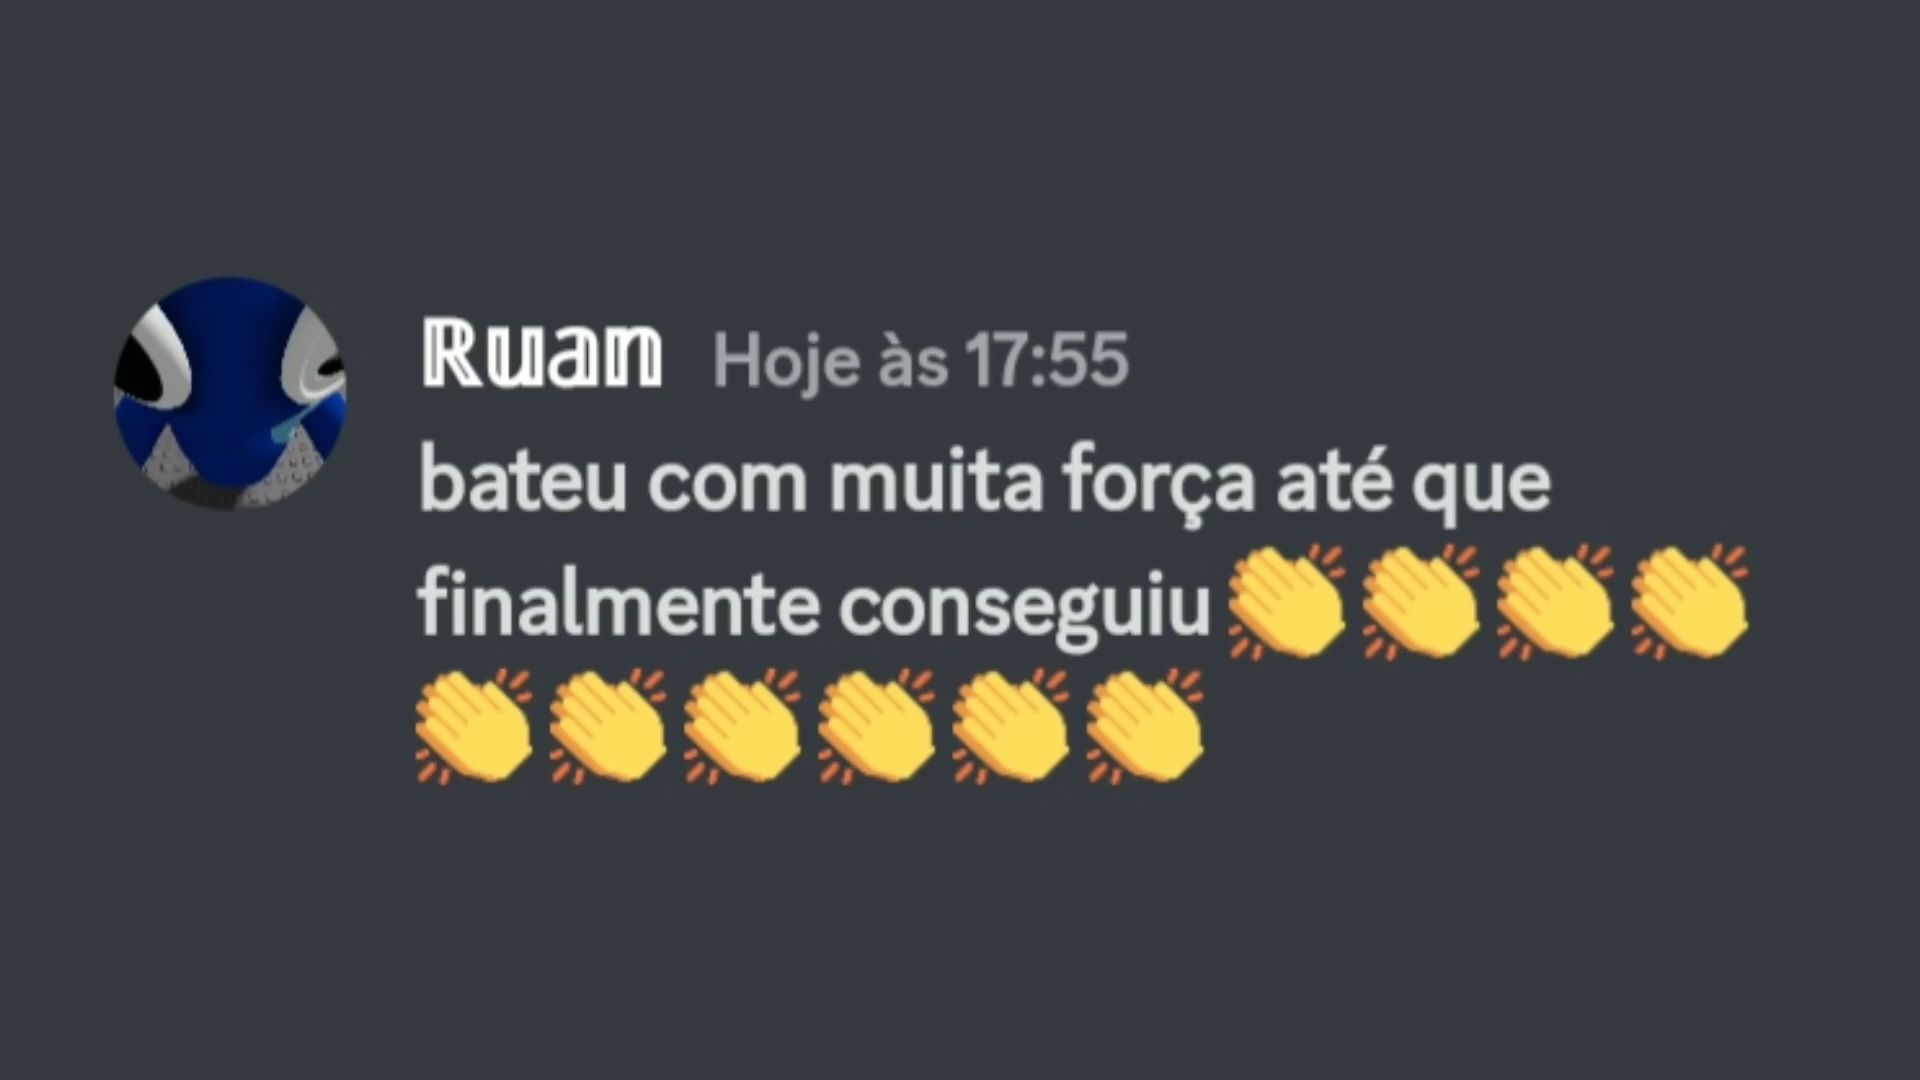 ℝ𝕦𝕒𝕟 Hoje às 17:55
bateu com muita força até que
finalmente conseguiu 👏👏👏👏
👏👏👏👏👏👏